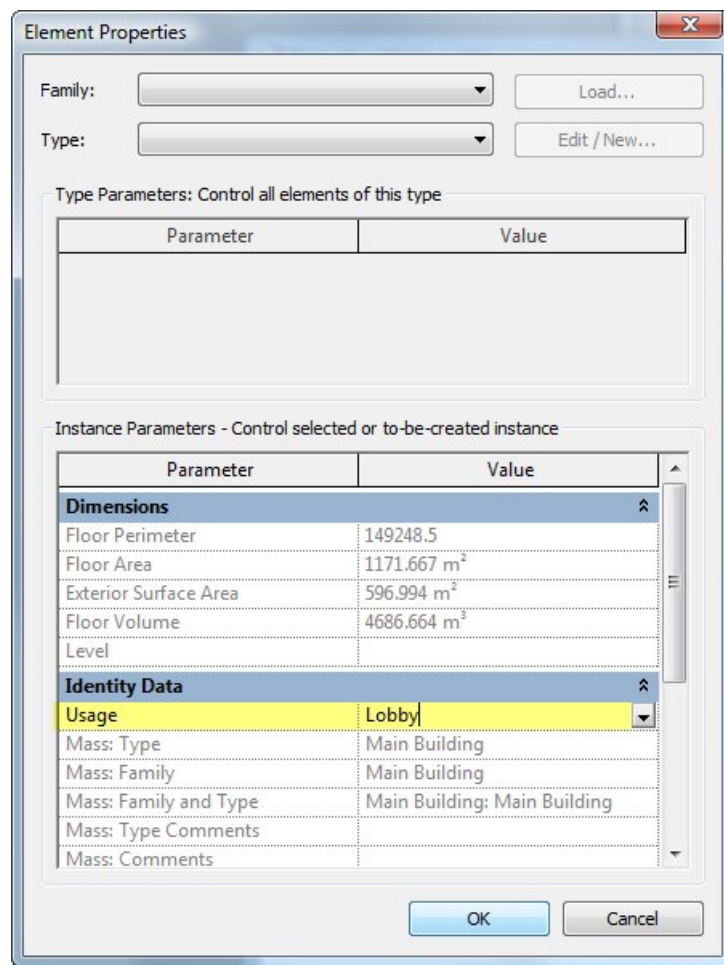 Element Properties
Family: Load...
Type: Edit / New...
Type Parameters: Control all elements of this type
Parameter Value
Instance Parameters - Control selected or to-be-created instance
Parameter Value
Dimensions
Floor Perimeter 149248.5
Floor Area 1171.667 m²
Exterior Surface Area 596.994 m²
Floor Volume 4686.664 m³
Level
Identity Data
Usage Lobby
Mass: Type Main Building
Mass: Family Main Building
Mass: Family and Type Main Building: Main Building
Mass: Type Comments
Mass: Comments
OK Cancel